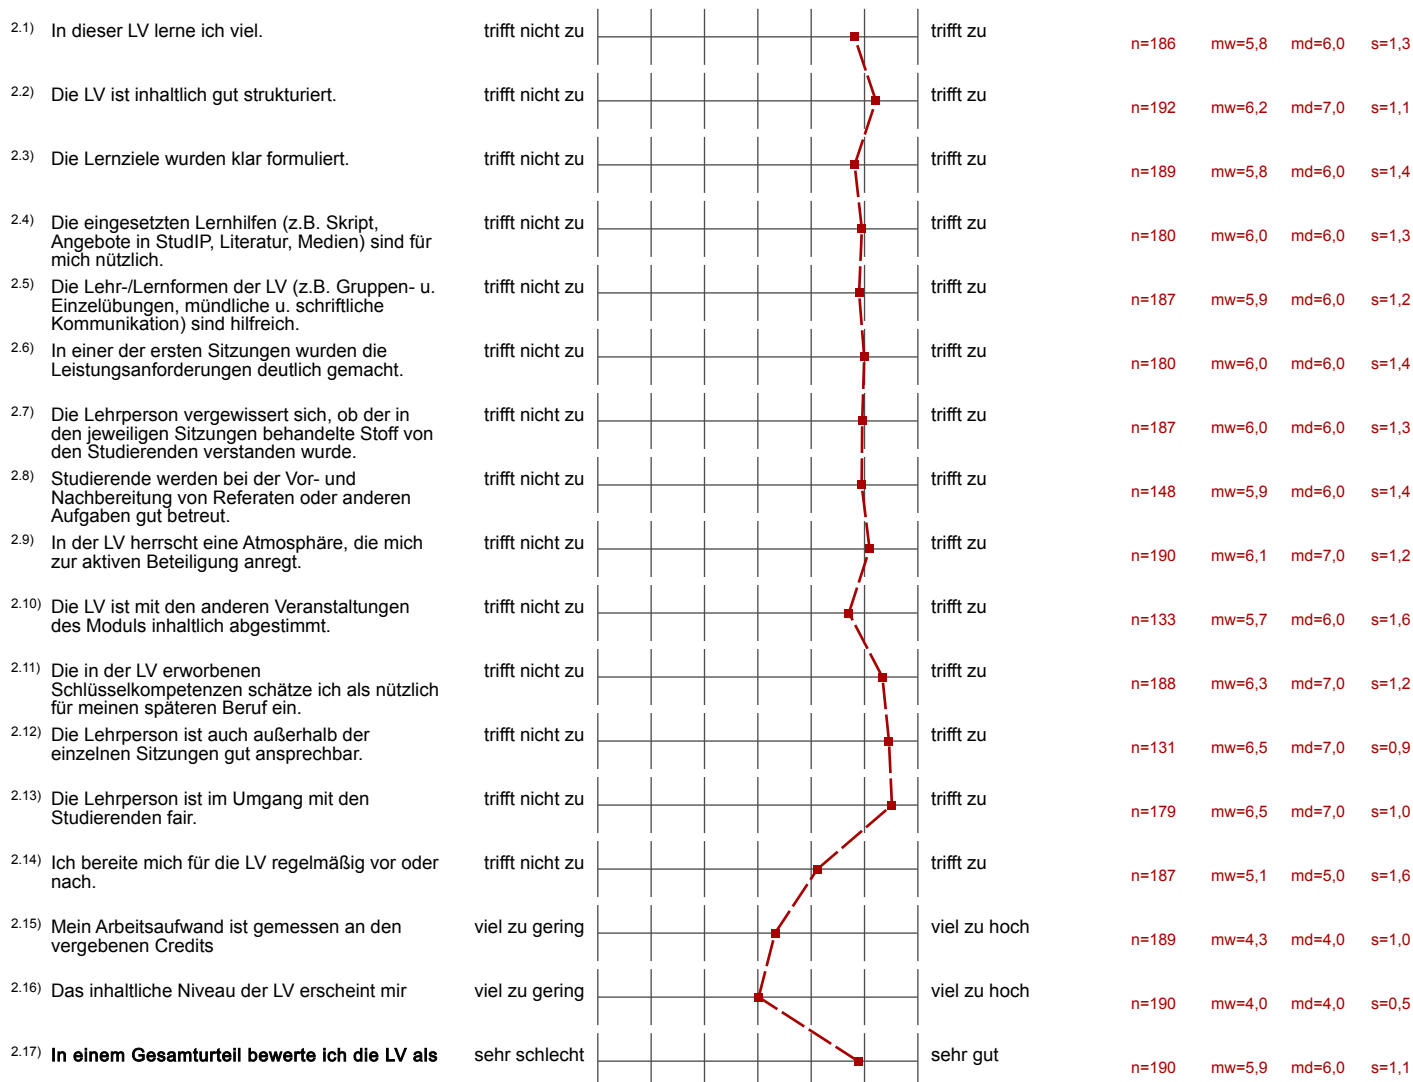 2.1) In dieser LV lerne ich viel. trifft nicht zu trifft zu n=186 mw=5,8 md=6,0 s=1,3
2.2) Die LV ist inhaltlich gut strukturiert. trifft nicht zu trifft zu n=192 mw=6,2 md=7,0 s=1,1
2.3) Die Lernziele wurden klar formuliert. trifft nicht zu trifft zu n=189 mw=5,8 md=6,0 s=1,4
2.4) Die eingesetzten Lernhilfen (z.B. Skript, trifft nicht zu trifft zu
Angebote in StudIP, Literatur, Medien) sind für n=180 mw=6,0 md=6,0 s=1,3
mich nützlich.
2.5) Die Lehr-/Lernformen der LV (z.B. Gruppen- u. trifft nicht zu trifft zu
Einzelübungen, mündliche u. schriftliche n=187 mw=5,9 md=6,0 s=1,2
Kommunikation) sind hilfreich.
2.6) In einer der ersten Sitzungen wurden die trifft nicht zu trifft zu
Leistungsanforderungen deutlich gemacht. n=180 mw=6,0 md=6,0 s=1,4
2.7) Die Lehrperson vergewissert sich, ob der in trifft nicht zu trifft zu
den jeweiligen Sitzungen behandelte Stoff von n=187 mw=6,0 md=6,0 s=1,3
den Studierenden verstanden wurde.
2.8) Studierende werden bei der Vor- und trifft nicht zu trifft zu
Nachbereitung von Referaten oder anderen n=148 mw=5,9 md=6,0 s=1,4
Aufgaben gut betreut.
2.9) In der LV herrscht eine Atmosphäre, die mich trifft nicht zu trifft zu
zur aktiven Beteiligung anregt. n=190 mw=6,1 md=7,0 s=1,2
2.10) Die LV ist mit den anderen Veranstaltungen trifft nicht zu trifft zu
des Moduls inhaltlich abgestimmt. n=133 mw=5,7 md=6,0 s=1,6
2.11) Die in der LV erworbenen trifft nicht zu trifft zu
Schlüsselkompetenzen schätze ich als nützlich n=188 mw=6,3 md=7,0 s=1,2
für meinen späteren Beruf ein.
2.12) Die Lehrperson ist auch außerhalb der trifft nicht zu trifft zu
einzelnen Sitzungen gut ansprechbar. n=131 mw=6,5 md=7,0 s=0,9
2.13) Die Lehrperson ist im Umgang mit den trifft nicht zu trifft zu
Studierenden fair. n=179 mw=6,5 md=7,0 s=1,0
2.14) Ich bereite mich für die LV regelmäßig vor oder trifft nicht zu trifft zu
nach. n=187 mw=5,1 md=5,0 s=1,6
2.15) Mein Arbeitsaufwand ist gemessen an den viel zu gering viel zu hoch
vergebenen Credits n=189 mw=4,3 md=4,0 s=1,0
2.16) Das inhaltliche Niveau der LV erscheint mir viel zu gering viel zu hoch n=190 mw=4,0 md=4,0 s=0,5
2.17) In einem Gesamturteil bewerte ich die LV als sehr schlecht sehr gut n=190 mw=5,9 md=6,0 s=1,1